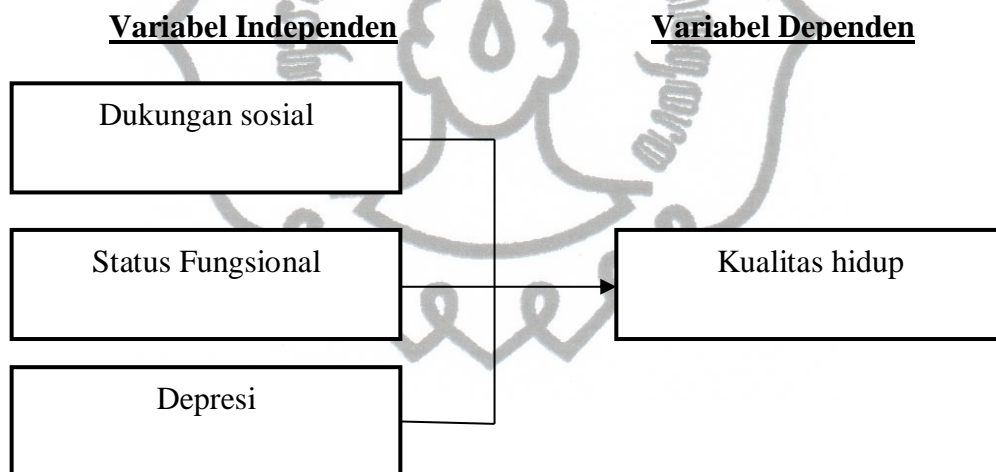 Variabel Independen
Variabel Dependen
Dukungan sosial
Status Fungsional
Kualitas hidup
Depresi